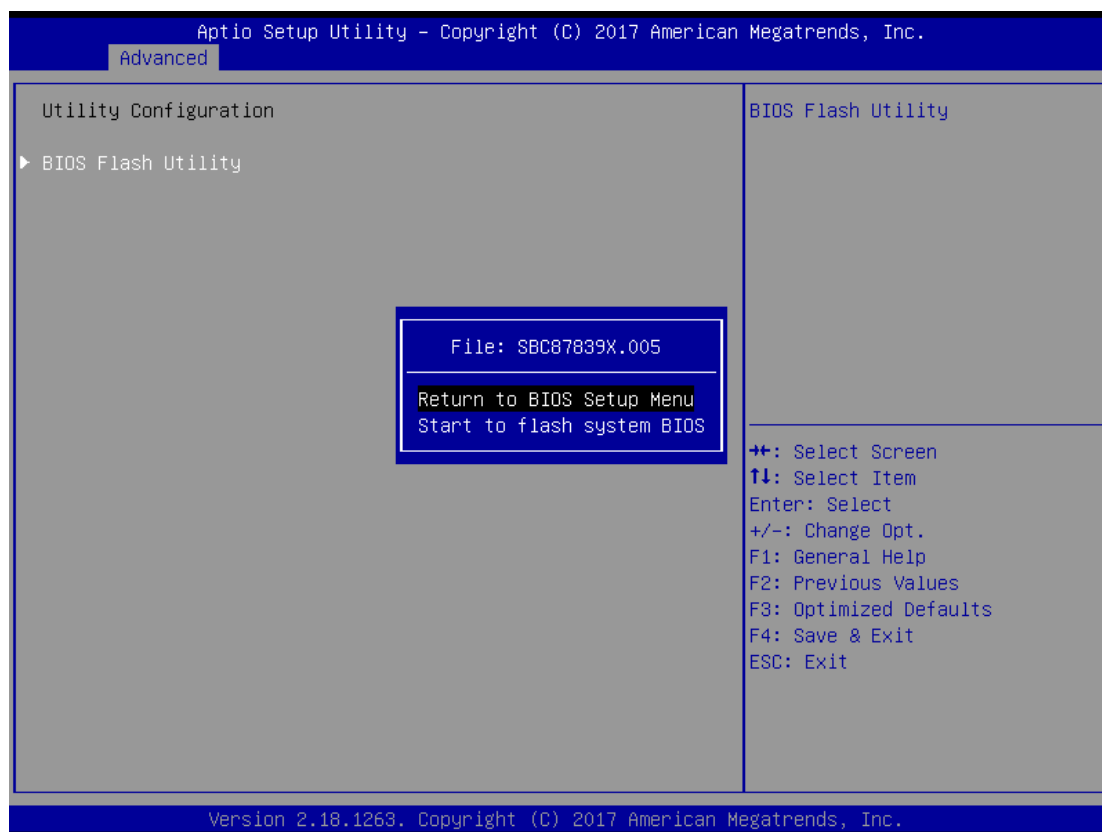 Aptio Setup Utility – Copyright (C) 2017 American Megatrends, Inc.
Advanced
Utility Configuration
BIOS Flash Utility
File: SBC87839X.005
Return to BIOS Setup Menu
Start to flash system BIOS
BIOS Flash Utility
→←: Select Screen
↑↓: Select Item
Enter: Select
+/-: Change Opt.
F1: General Help
F2: Previous Values
F3: Optimized Defaults
F4: Save & Exit
ESC: Exit
Version 2.18.1263. Copyright (C) 2017 American Megatrends, Inc.